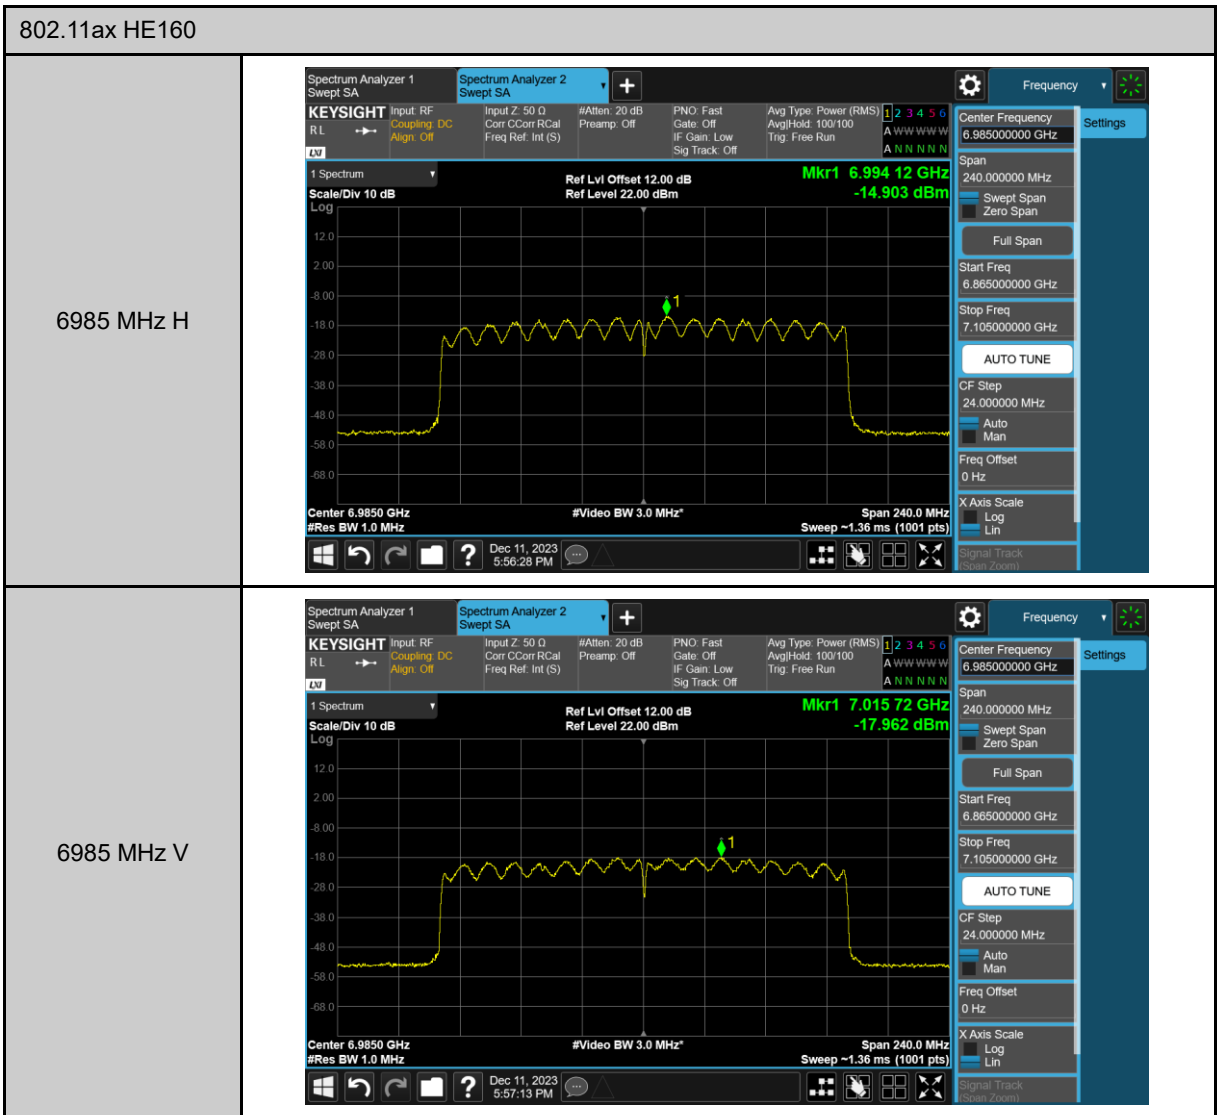 802.11ax HE160
6985 MHz H
Spectrum Analyzer 1
Swept SA
Spectrum Analyzer 2
Swept SA
Frequency
KEYSIGHT
RL
LXI
Input: RF
Coupling: DC
Align: Off
Input Z: 50 Ω
Corr CCorr RCal
Freq Ref: Int (S)
#Atten: 20 dB
Preamp: Off
PNO: Fast
Gate: Off
IF Gain: Low
Sig Track: Off
Avg Type: Power (RMS)
Avg|Hold: 100/100
Trig: Free Run
1 2 3 4 5 6
A W W W W W
A N N N N N
1 Spectrum
Scale/Div 10 dB
Log
Ref Lvl Offset 12.00 dB
Ref Level 22.00 dBm
Mkr1 6.994 12 GHz
-14.903 dBm
12.0
2.00
-8.00
-18.0
-28.0
-38.0
-48.0
-58.0
-68.0
1
Center 6.9850 GHz
#Res BW 1.0 MHz
#Video BW 3.0 MHz*
Span 240.0 MHz
Sweep ~1.36 ms (1001 pts)
Dec 11, 2023
5:56:28 PM
Center Frequency
6.985000000 GHz
Settings
Span
240.000000 MHz
Swept Span
Zero Span
Full Span
Start Freq
6.865000000 GHz
Stop Freq
7.105000000 GHz
AUTO TUNE
CF Step
24.000000 MHz
Auto
Man
Freq Offset
0 Hz
X Axis Scale
Log
Lin
Signal Track
(Span Zoom)
6985 MHz V
Spectrum Analyzer 1
Swept SA
Spectrum Analyzer 2
Swept SA
Frequency
KEYSIGHT
RL
LXI
Input: RF
Coupling: DC
Align: Off
Input Z: 50 Ω
Corr CCorr RCal
Freq Ref: Int (S)
#Atten: 20 dB
Preamp: Off
PNO: Fast
Gate: Off
IF Gain: Low
Sig Track: Off
Avg Type: Power (RMS)
Avg|Hold: 100/100
Trig: Free Run
1 2 3 4 5 6
A W W W W W
A N N N N N
1 Spectrum
Scale/Div 10 dB
Log
Ref Lvl Offset 12.00 dB
Ref Level 22.00 dBm
Mkr1 7.015 72 GHz
-17.962 dBm
12.0
2.00
-8.00
-18.0
-28.0
-38.0
-48.0
-58.0
-68.0
1
Center 6.9850 GHz
#Res BW 1.0 MHz
#Video BW 3.0 MHz*
Span 240.0 MHz
Sweep ~1.36 ms (1001 pts)
Dec 11, 2023
5:57:13 PM
Center Frequency
6.985000000 GHz
Settings
Span
240.000000 MHz
Swept Span
Zero Span
Full Span
Start Freq
6.865000000 GHz
Stop Freq
7.105000000 GHz
AUTO TUNE
CF Step
24.000000 MHz
Auto
Man
Freq Offset
0 Hz
X Axis Scale
Log
Lin
Signal Track
(Span Zoom)